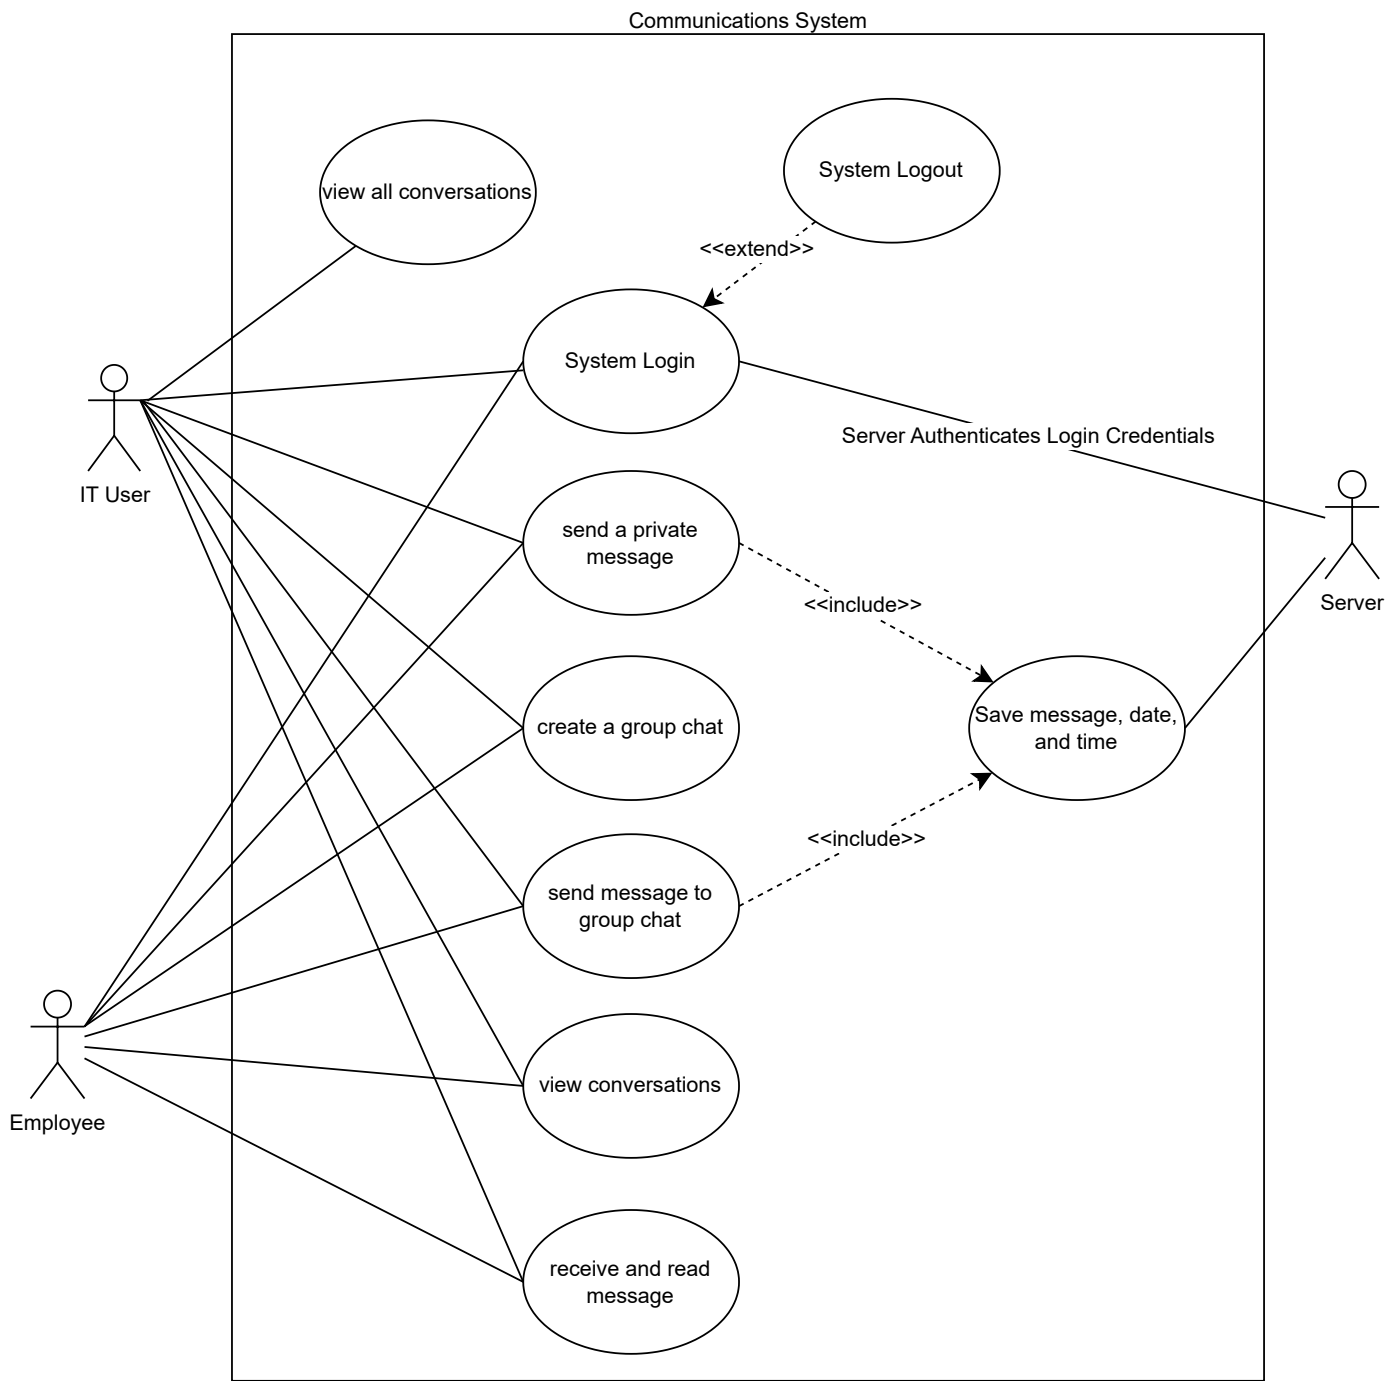 Communications System
System Logout
view all conversations
<<extend>>
System Login
Server Authenticates Login Credentials
IT User
send a private
message
<<include>>
Server
Save message, date,
and time
create a group chat
<<include>>
send message to
group chat
view conversations
Employee
receive and read
message